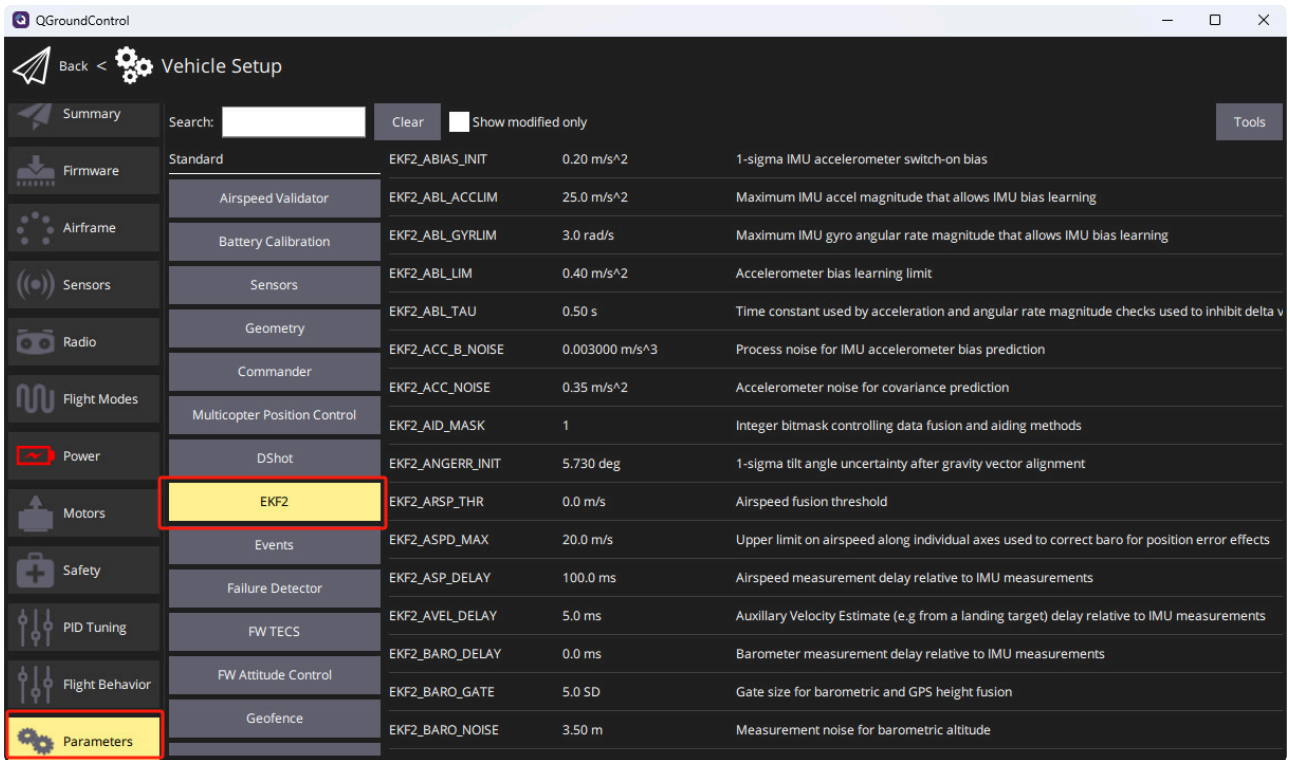 QGroundControl
Back < Vehicle Setup
Summary
Firmware
Airframe
Sensors
Radio
Flight Modes
Power
Motors
Safety
PID Tuning
Flight Behavior
Parameters
Search: Clear Show modified only Tools
Standard
Airspeed Validator
Battery Calibration
Sensors
Geometry
Commander
Multicopter Position Control
DShot
EKF2
Events
Failure Detector
FW TECS
FW Attitude Control
Geofence
EKF2_ABIAS_INIT 0.20 m/s^2 1-sigma IMU accelerometer switch-on bias
EKF2_ABL_ACCLIM 25.0 m/s^2 Maximum IMU accel magnitude that allows IMU bias learning
EKF2_ABL_GYRLIM 3.0 rad/s Maximum IMU gyro angular rate magnitude that allows IMU bias learning
EKF2_ABL_LIM 0.40 m/s^2 Accelerometer bias learning limit
EKF2_ABL_TAU 0.50 s Time constant used by acceleration and angular rate magnitude checks used to inhibit delta v
EKF2_ACC_B_NOISE 0.003000 m/s^3 Process noise for IMU accelerometer bias prediction
EKF2_ACC_NOISE 0.35 m/s^2 Accelerometer noise for covariance prediction
EKF2_AID_MASK 1 Integer bitmask controlling data fusion and aiding methods
EKF2_ANGERR_INIT 5.730 deg 1-sigma tilt angle uncertainty after gravity vector alignment
EKF2_ARSP_THR 0.0 m/s Airspeed fusion threshold
EKF2_ASPD_MAX 20.0 m/s Upper limit on airspeed along individual axes used to correct baro for position error effects
EKF2_ASP_DELAY 100.0 ms Airspeed measurement delay relative to IMU measurements
EKF2_AVEL_DELAY 5.0 ms Auxillary Velocity Estimate (e.g from a landing target) delay relative to IMU measurements
EKF2_BARO_DELAY 0.0 ms Barometer measurement delay relative to IMU measurements
EKF2_BARO_GATE 5.0 SD Gate size for barometric and GPS height fusion
EKF2_BARO_NOISE 3.50 m Measurement noise for barometric altitude